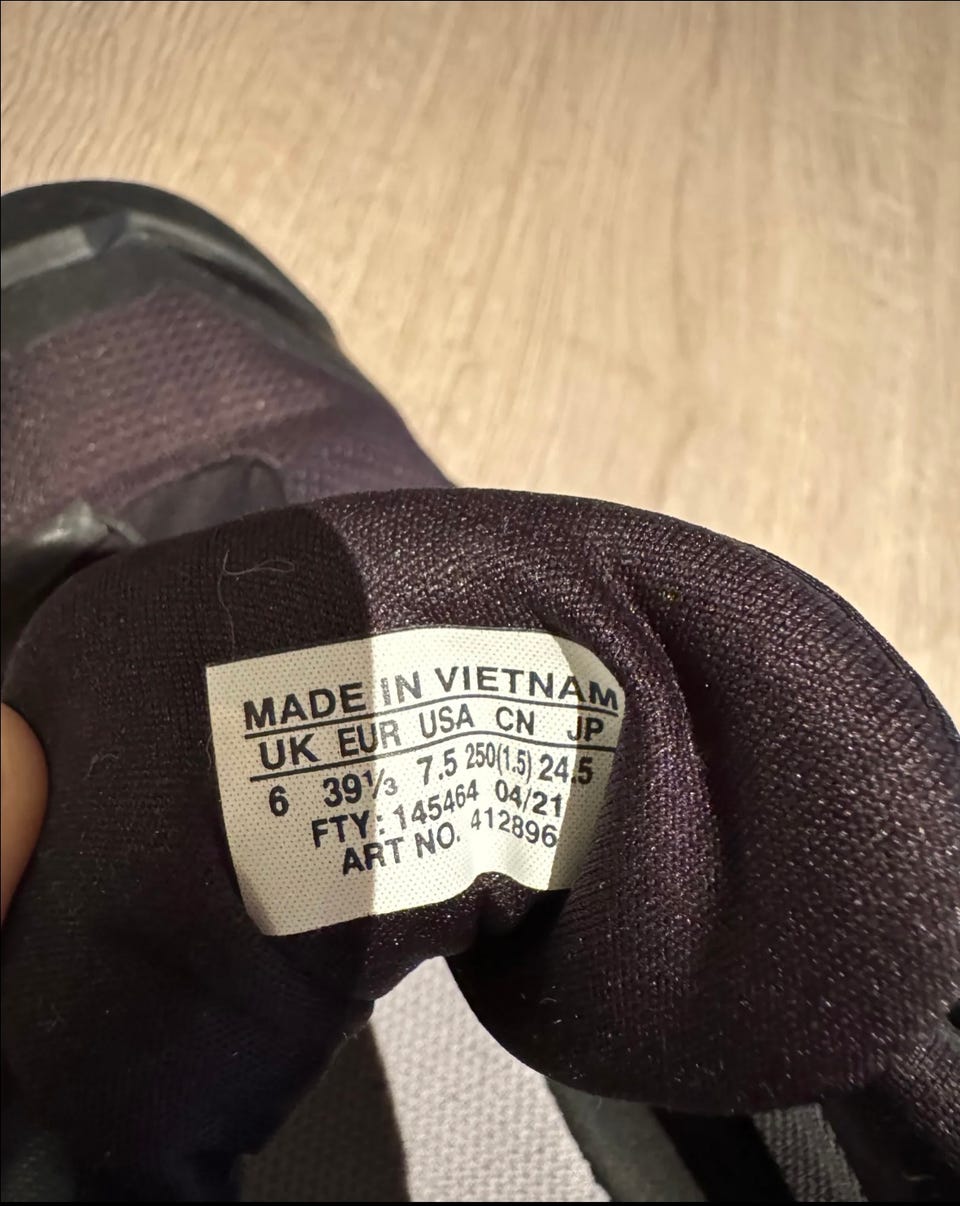 MADE IN VIETNAM
UK EUR USA CN JP
6 39⅓ 7.5 250(1.5) 24.5
FTY: 145464 04/21
ART NO. 412896